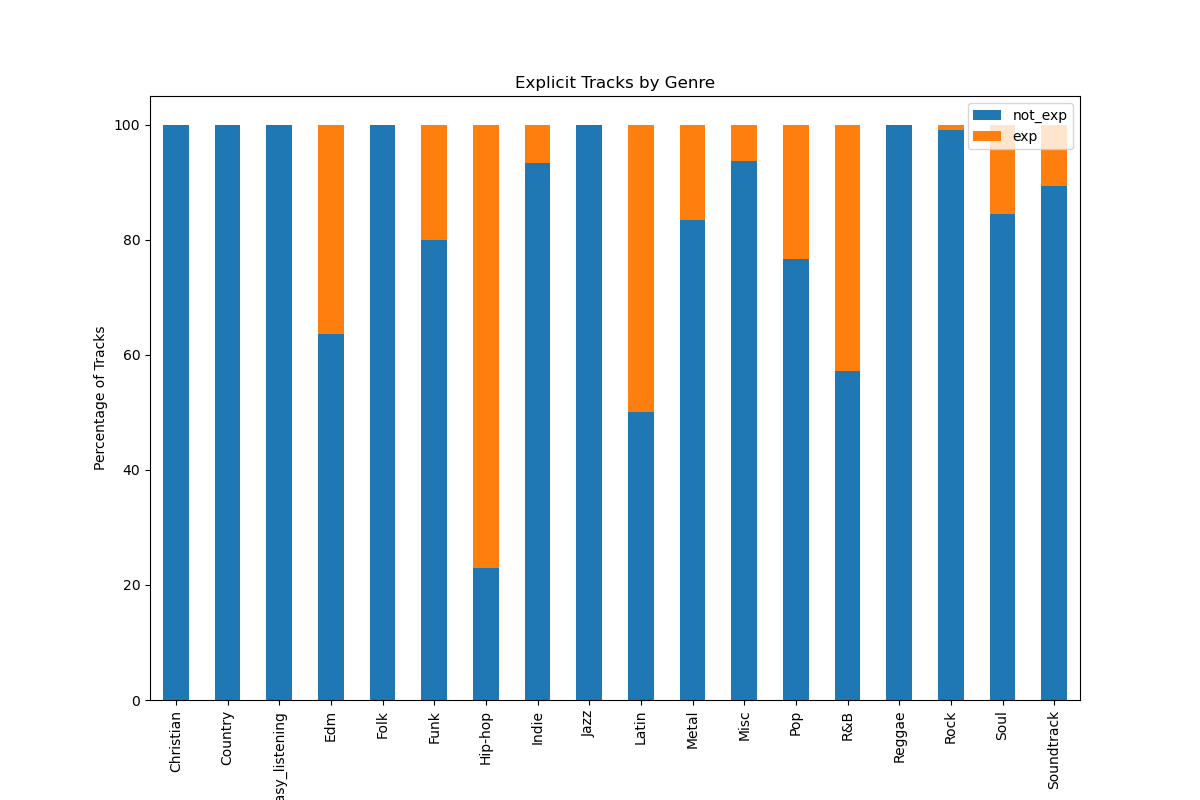 Explicit Tracks by Genre
not_exp
exp
Percentage of Tracks
100
80
60
40
20
0
Christian
Country
asy_listening
Edm
Folk
Funk
Hip-hop
Indie
Jazz
Latin
Metal
Misc
Pop
R&B
Reggae
Rock
Soul
Soundtrack